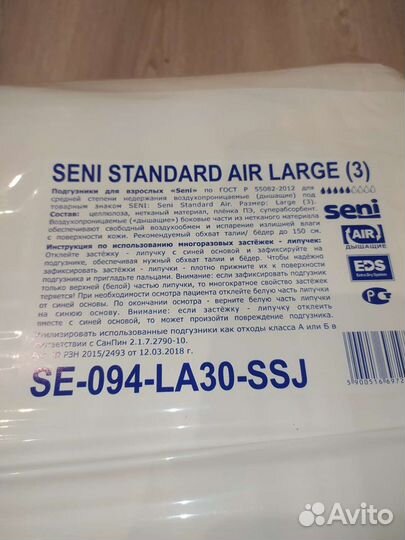 SENI STANDARD AIR LARGE (3)
Подгузники для взрослых «Seni» по ГОСТ Р 55082-2012 для
средней степени недержания воздухопроницаемые (дышащие) под
товарным знаком SENI: Seni Standard Air. Размер: Large (3).
Состав: целлюлоза, нетканый материал, плёнка ПЭ, суперабсорбент.
Воздухопроницаемые («дышащие») боковые части из нетканого материала
обеспечивают свободный воздухообмен и испарение излишней влаги
с поверхности кожи. Рекомендуемый обхват талии/ бёдер до 150 см.
Инструкция по использованию многоразовых застёжек - липучек:
Отклейте застёжку - липучку с синей основой и зафиксируйте на
подгузнике, обеспечивая нужный обхват талии и бёдер. Чтобы надёжно
зафиксировать застёжки - липучки - плотно прижмите их к поверхности
подгузника и пригладьте пальцами. Внимание: если зафиксировать подгузник
только верхней (белой) частью липучки, то многократное свойство застёжек
теряется! При необходимости осмотра пациента отклейте белую часть липучки
от синей основы. По окончании осмотра - верните белую часть липучки
на синюю основу. Внимание: если застёжку - липучку отклеить
вместе с синей основой, то может произойти повреждение подгузника.
Утилизировать использованные подгузники как отходы класса А или Б в
соответствии с СанПин 2.1.7.2790-10.
РЗН 2015/2493 от 12.03.2018 г.
SE-094-LA30-SSJ
seni
AIR
ДЫШАЩИЕ
EDS
Extra Dry System
5 900516 6972
Avito